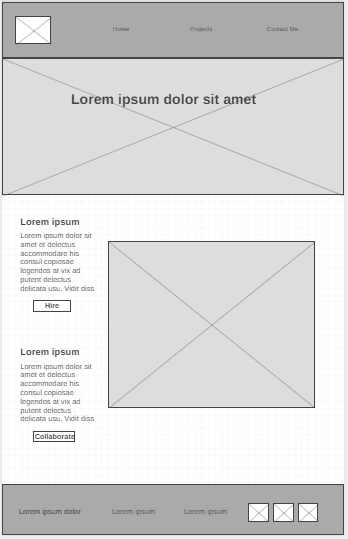 Home Projects Contact Me
Lorem ipsum dolor sit amet
Lorem ipsum
Lorem ipsum dolor sit
amet et delectus
accommodare his
consul copiosae
legendos at vix ad
putent delectus
delicata usu. Vidit diss
Hire
Lorem ipsum
Lorem ipsum dolor sit
amet et delectus
accommodare his
consul copiosae
legendos at vix ad
putent delectus
delicata usu. Vidit diss
Collaborate
Lorem ipsum dolor Lorem ipsum Lorem ipsum